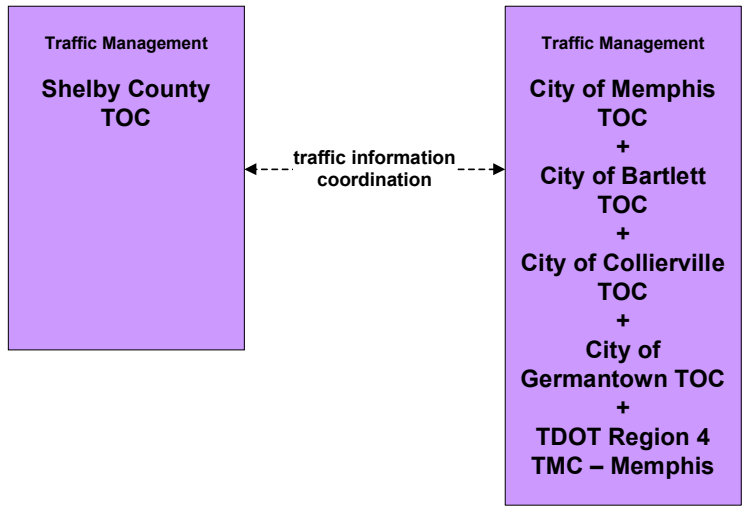 Traffic Management
Shelby County
TOC
traffic information
coordination
Traffic Management
City of Memphis
TOC
+
City of Bartlett
TOC
+
City of Collierville
TOC
+
City of
Germantown TOC
+
TDOT Region 4
TMC – Memphis